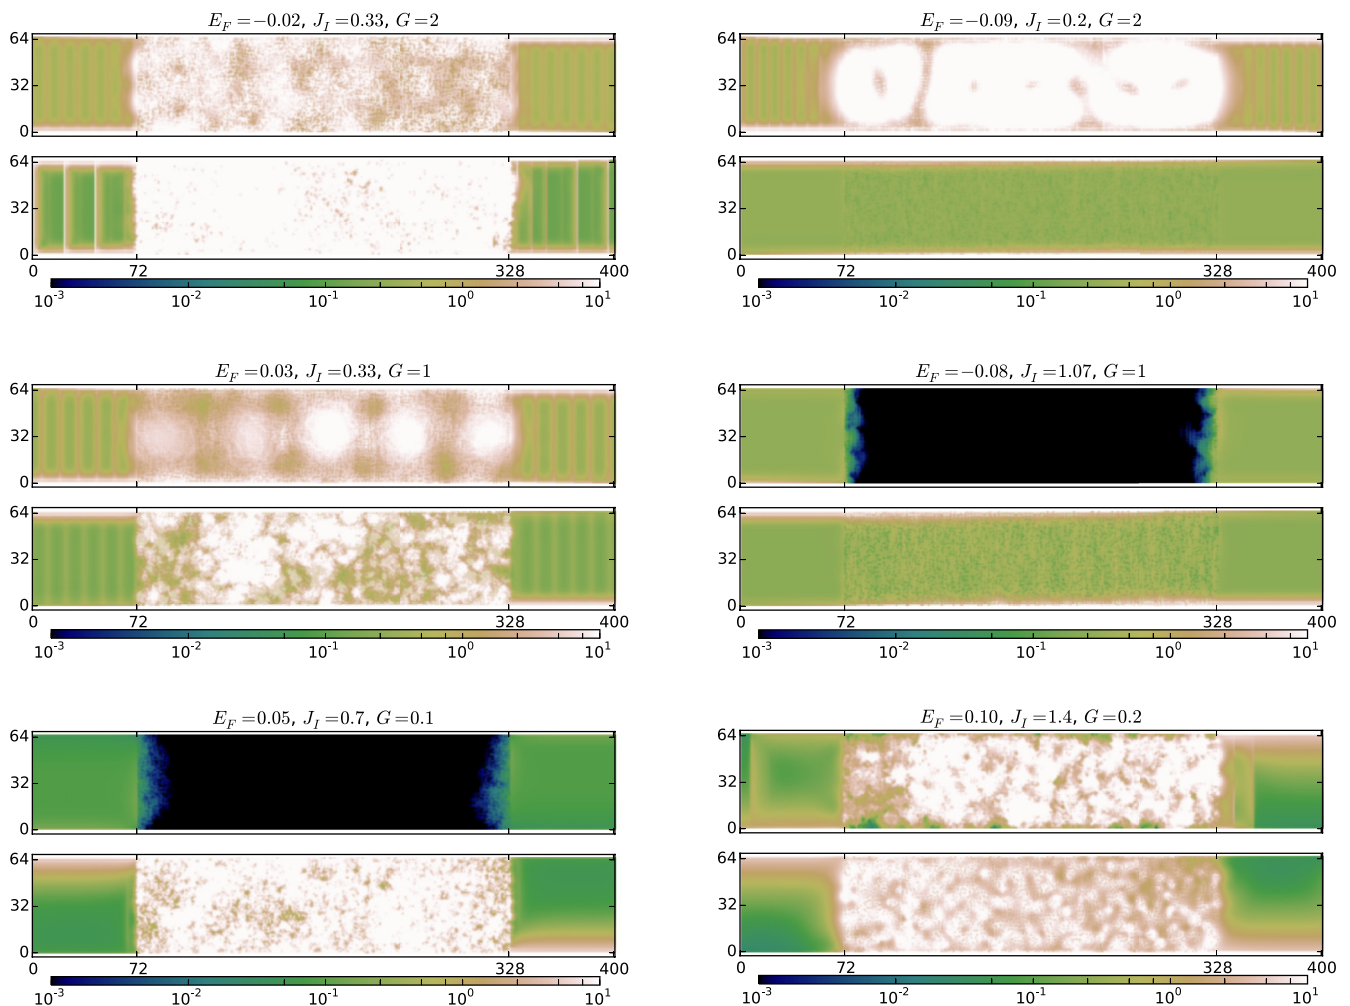 E_F =−0.02, J_I =0.33, G=2
64
32
0
64
32
0
0 72 328 400
10^-3 10^-2 10^-1 10^0 10^1
E_F =−0.09, J_I =0.2, G=2
64
32
0
64
32
0
0 72 328 400
10^-3 10^-2 10^-1 10^0 10^1
E_F =0.03, J_I =0.33, G=1
64
32
0
64
32
0
0 72 328 400
10^-3 10^-2 10^-1 10^0 10^1
E_F =−0.08, J_I =1.07, G=1
64
32
0
64
32
0
0 72 328 400
10^-3 10^-2 10^-1 10^0 10^1
E_F =0.05, J_I =0.7, G=0.1
64
32
0
64
32
0
0 72 328 400
10^-3 10^-2 10^-1 10^0 10^1
E_F =0.10, J_I =1.4, G=0.2
64
32
0
64
32
0
0 72 328 400
10^-3 10^-2 10^-1 10^0 10^1